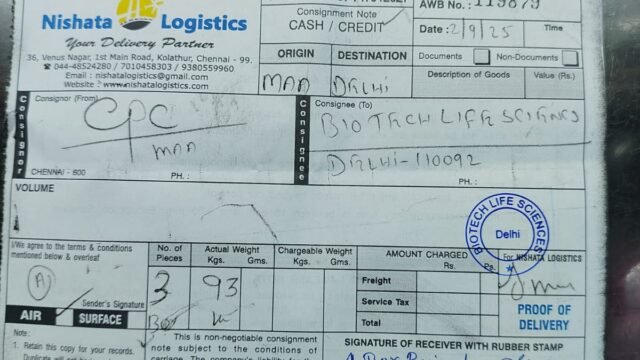 Nishata Logistics
Your Delivery Partner
36, Venus Nagar, 1st Main Road, Kolathur, Chennai - 99.
044-48524280 / 7010458303 / 9380559960
Email : nishatalogistics@gmail.com
Website : www.nishatalogistics.com
Consignment Note
CASH / CREDIT
AWB No. : 119879
Date : 2/9/25 Time
ORIGIN DESTINATION
MAA DELHI
Documents Non-Documents
Description of Goods Value (Rs.)
Consignor
Consignor (From)
CPC
MAA
CHENNAI - 600 PH. :
Consignee
Consignee (To)
BIOTECH LIFE SCIENCES
DELHI-110092
PH. :
VOLUME
BIOTECH LIFE SCIENCES
Delhi
I/We agree to the terms & conditions
mentioned below & overleaf
A
Sender's Signature
AIR SURFACE
No. of Pieces
3
Box
Actual Weight
Kgs. Gms.
93
Chargeable Weight
Kgs. Gms.
AMOUNT CHARGED
Rs. Ps.
Freight
Service Tax
Total
For NISHATA LOGISTICS
PROOF OF
DELIVERY
Note :
1. Retain this copy for your records.
This is non-negotiable consignment
note subject to the conditions of
SIGNATURE OF RECEIVER WITH RUBBER STAMP